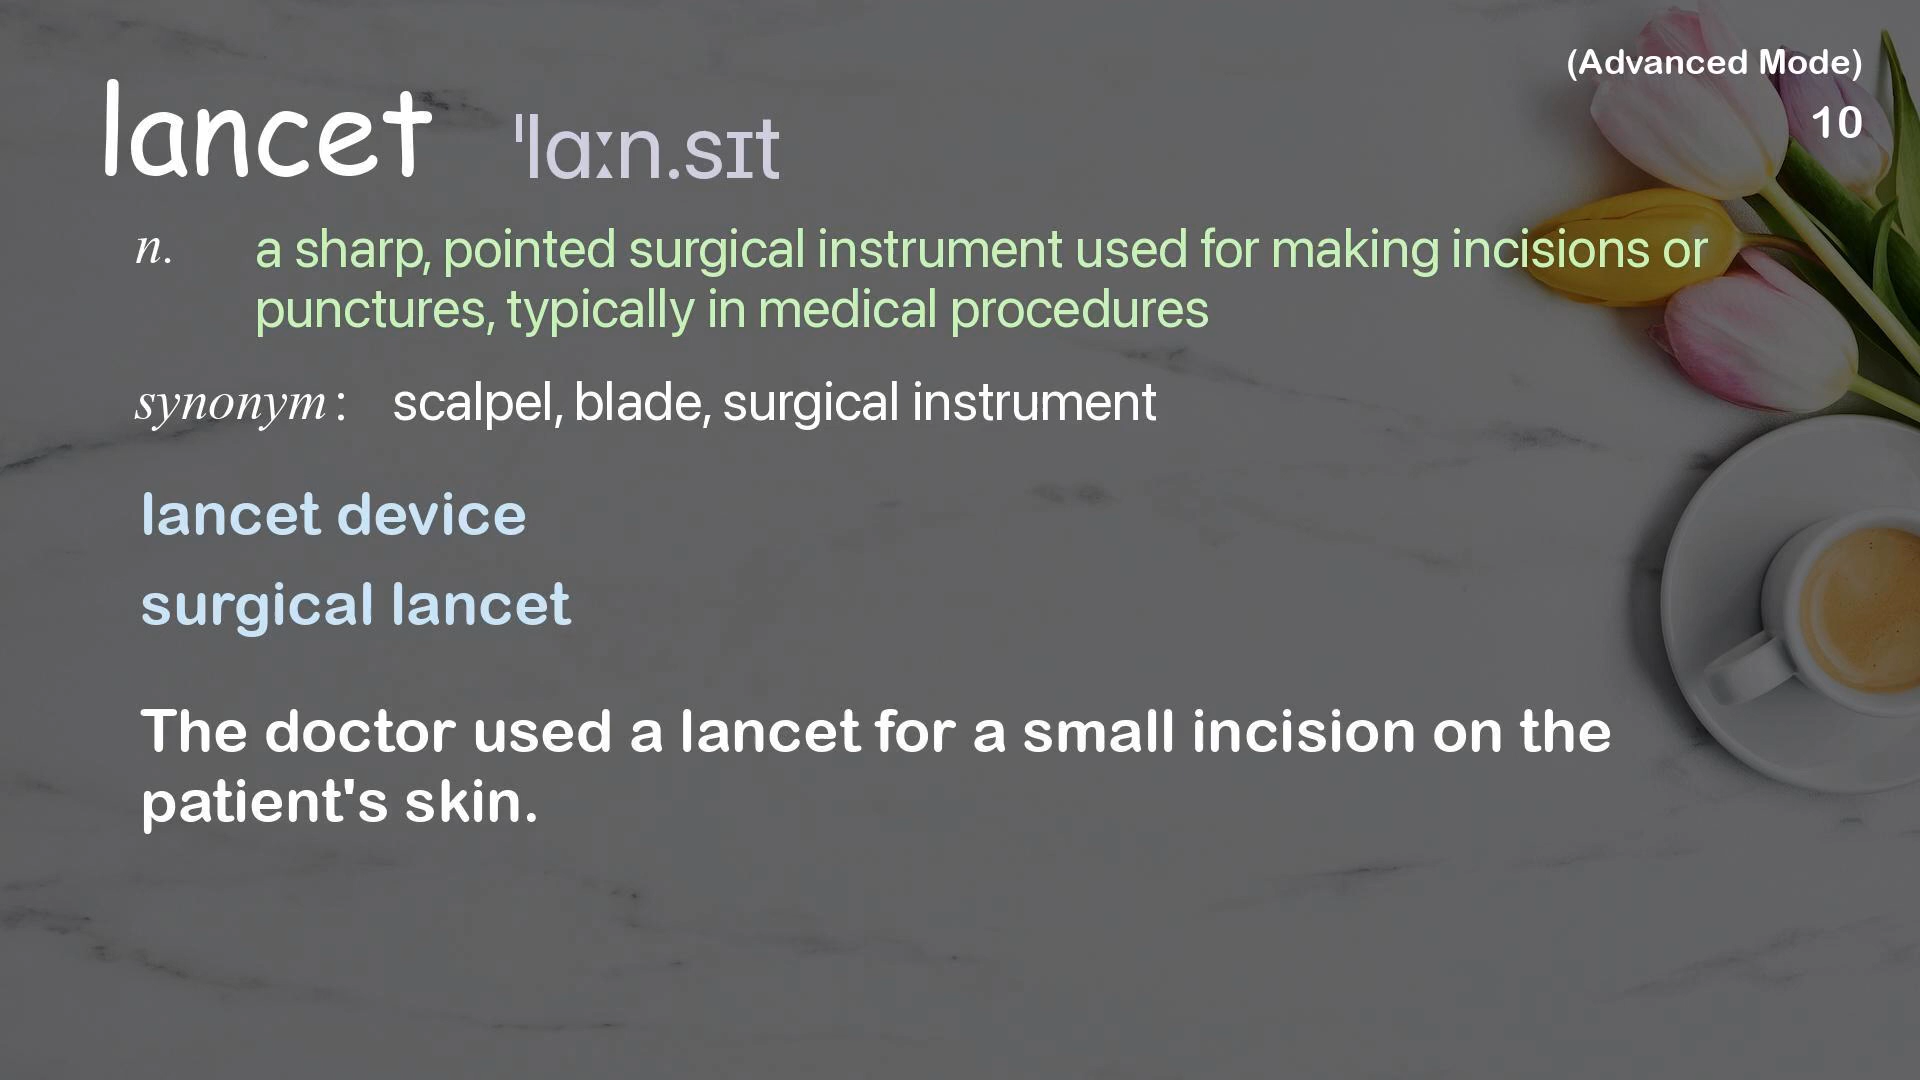 (Advanced Mode)
10
lancet ˈlɑːn.sɪt
n. a sharp, pointed surgical instrument used for making incisions or
punctures, typically in medical procedures
synonym: scalpel, blade, surgical instrument
lancet device
surgical lancet
The doctor used a lancet for a small incision on the
patient's skin.